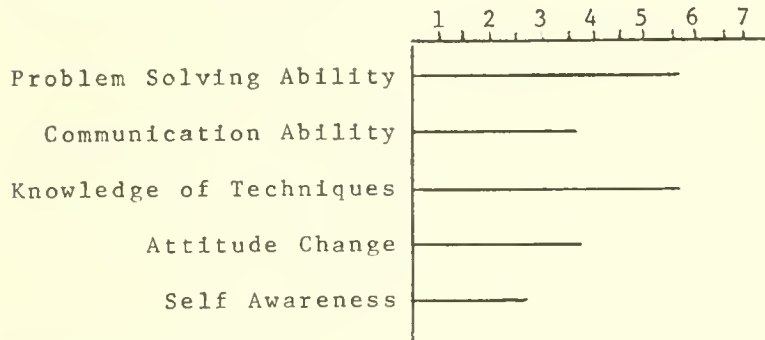 1 2 3 4 5 6 7
Problem Solving Ability
Communication Ability
Knowledge of Techniques
Attitude Change
Self Awareness